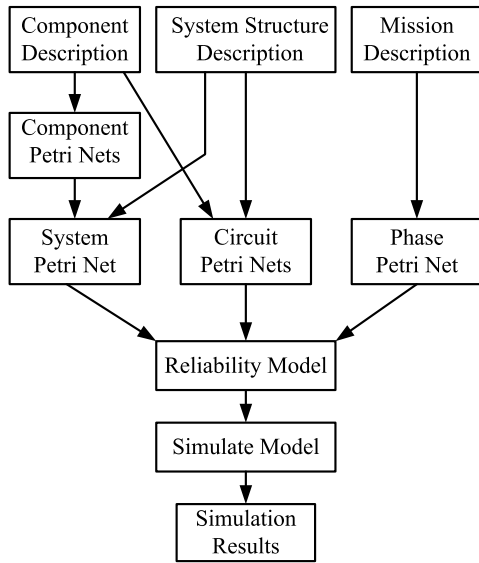 Component
Description
System Structure
Description
Mission
Description
Component
Petri Nets
System
Petri Net
Circuit
Petri Nets
Phase
Petri Net
Reliability Model
Simulate Model
Simulation
Results